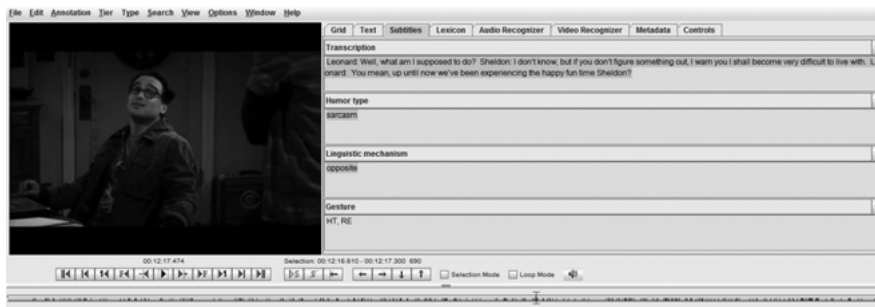 File Edit Annotation Tier Type Search View Options Window Help
Grid Text Subtitles Lexicon Audio Recognizer Video Recognizer Metadata Controls
Transcription
Leonard: Well, what am I supposed to do? Sheldon: I don't know, but if you don't figure something out, I warn you I shall become very difficult to live with. L
onard: You mean, up until now we've been experiencing the happy fun time Sheldon?
Humor type
sarcasm
Linguistic mechanism
opposite
Gesture
HT, RE
00:12:17.474
Selection: 00:12:16.610 - 00:12:17.300 690
Selection Mode Loop Mode